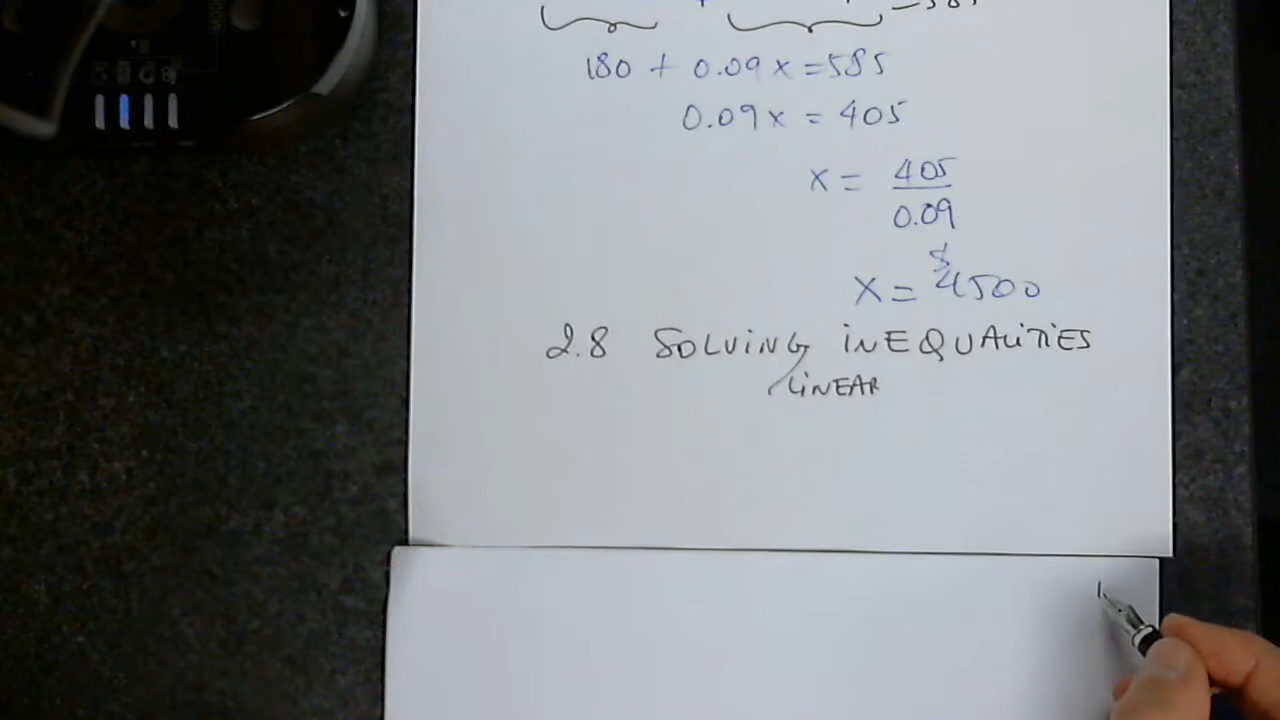 180 + 0.09x = 585
0.09x = 405
x = 405/0.09
x = $4500
2.8 SOLVING INEQUALITIES
LINEAR